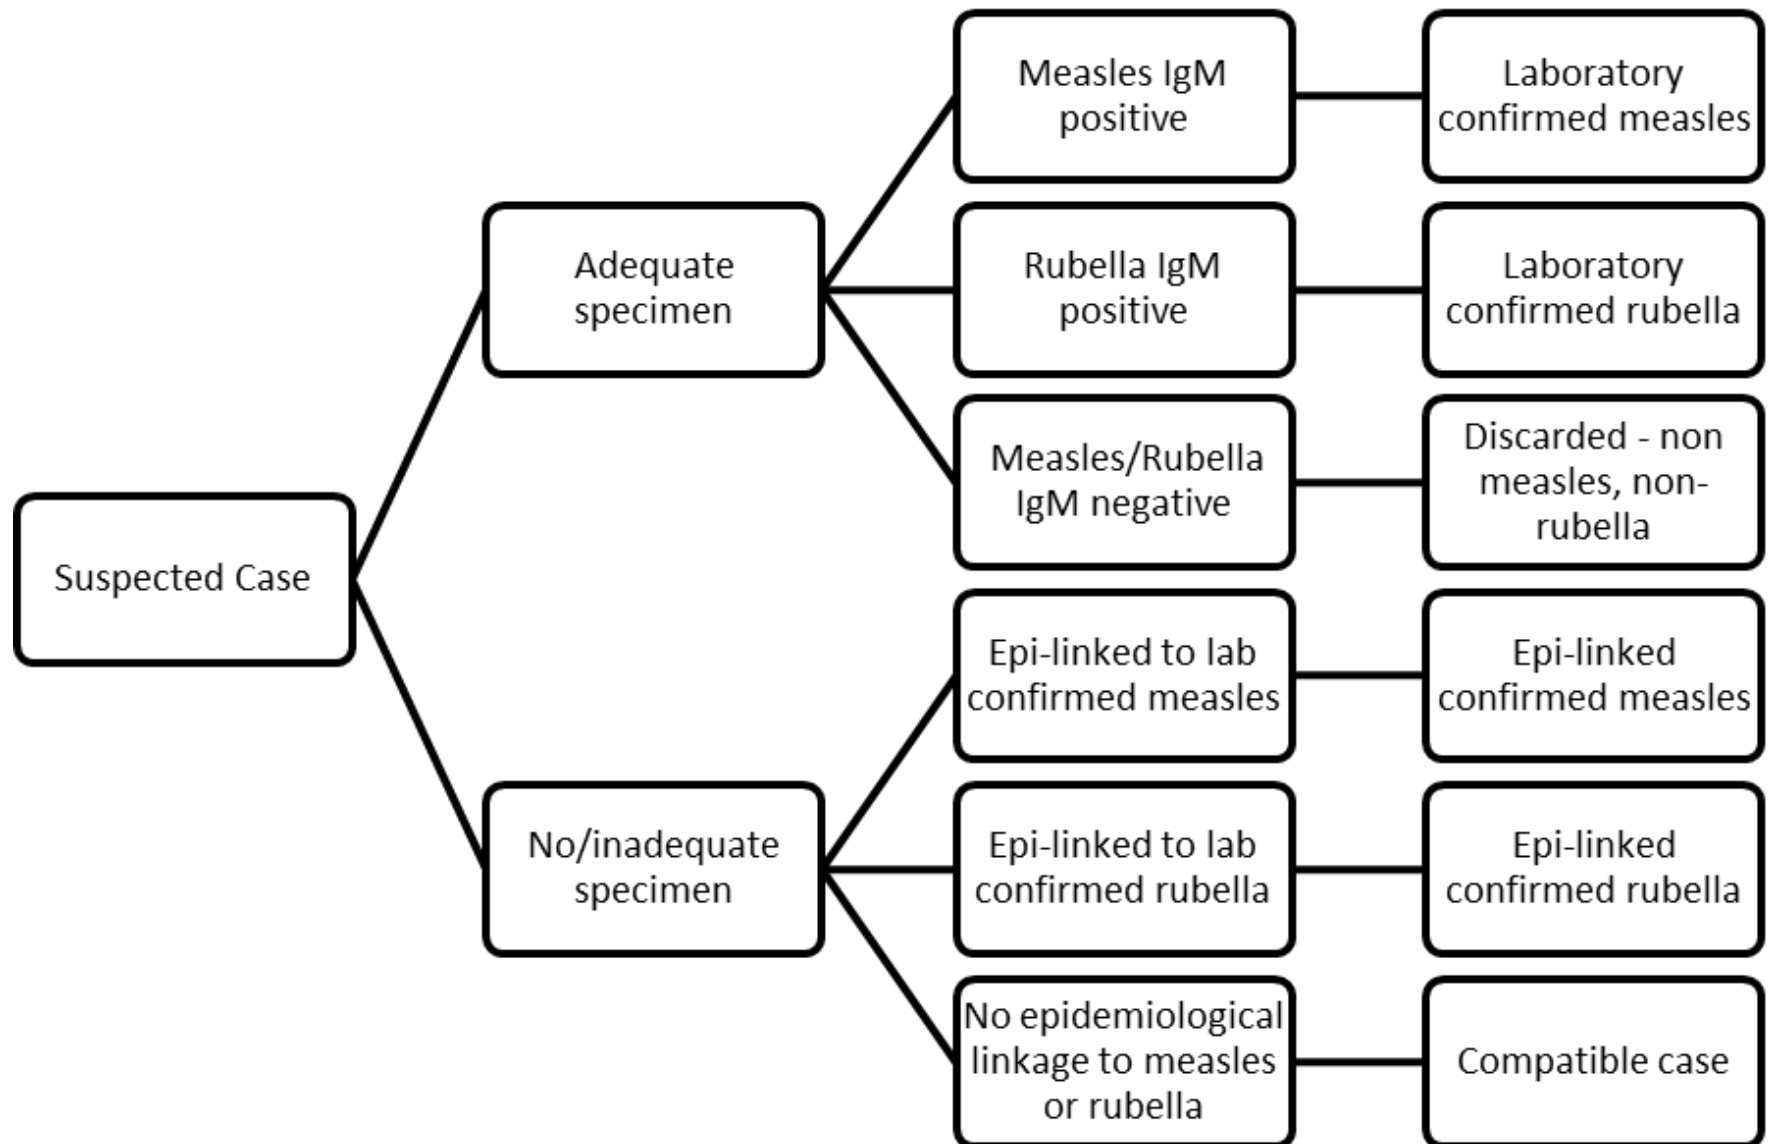 Suspected Case
Adequate
specimen
Measles IgM
positive
Laboratory
confirmed measles
Rubella IgM
positive
Laboratory
confirmed rubella
Measles/Rubella
IgM negative
Discarded - non
measles, non-
rubella
No/inadequate
specimen
Epi-linked to lab
confirmed measles
Epi-linked
confirmed measles
Epi-linked to lab
confirmed rubella
Epi-linked
confirmed rubella
No epidemiological
linkage to measles
or rubella
Compatible case